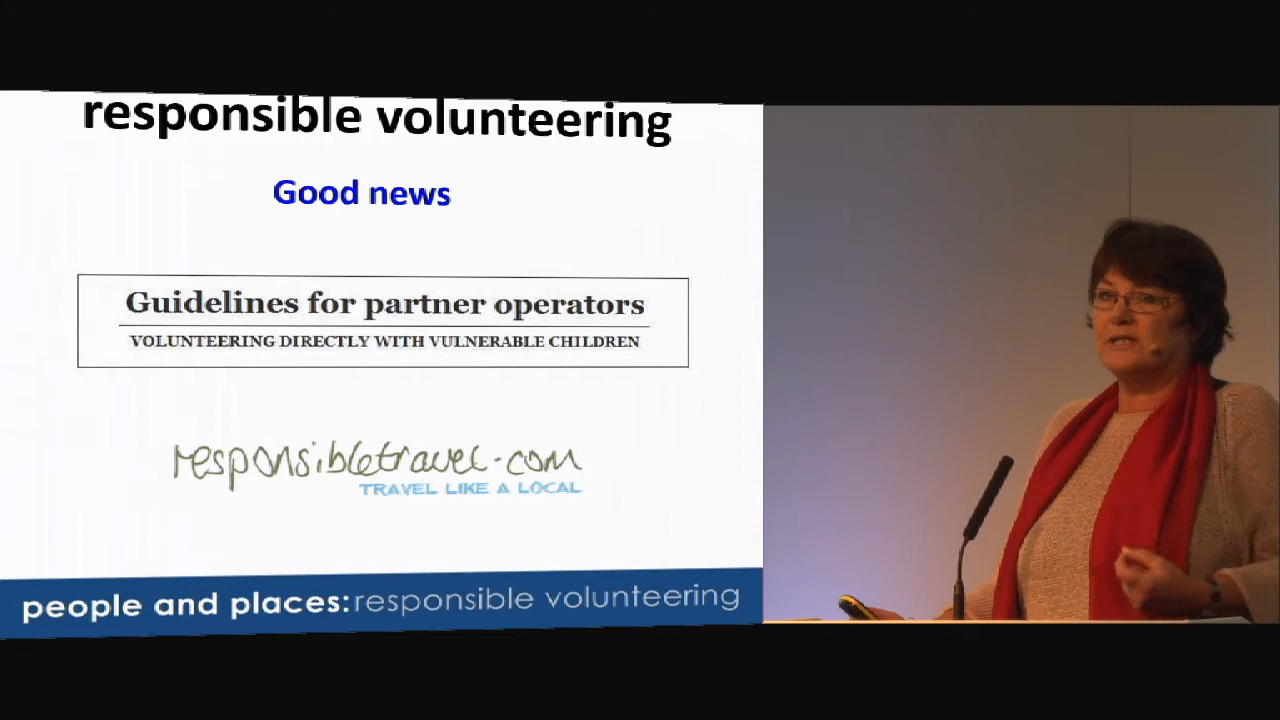 responsible volunteering
Good news
Guidelines for partner operators
VOLUNTEERING DIRECTLY WITH VULNERABLE CHILDREN
responsibletravel.com
TRAVEL LIKE A LOCAL
people and places:responsible volunteering